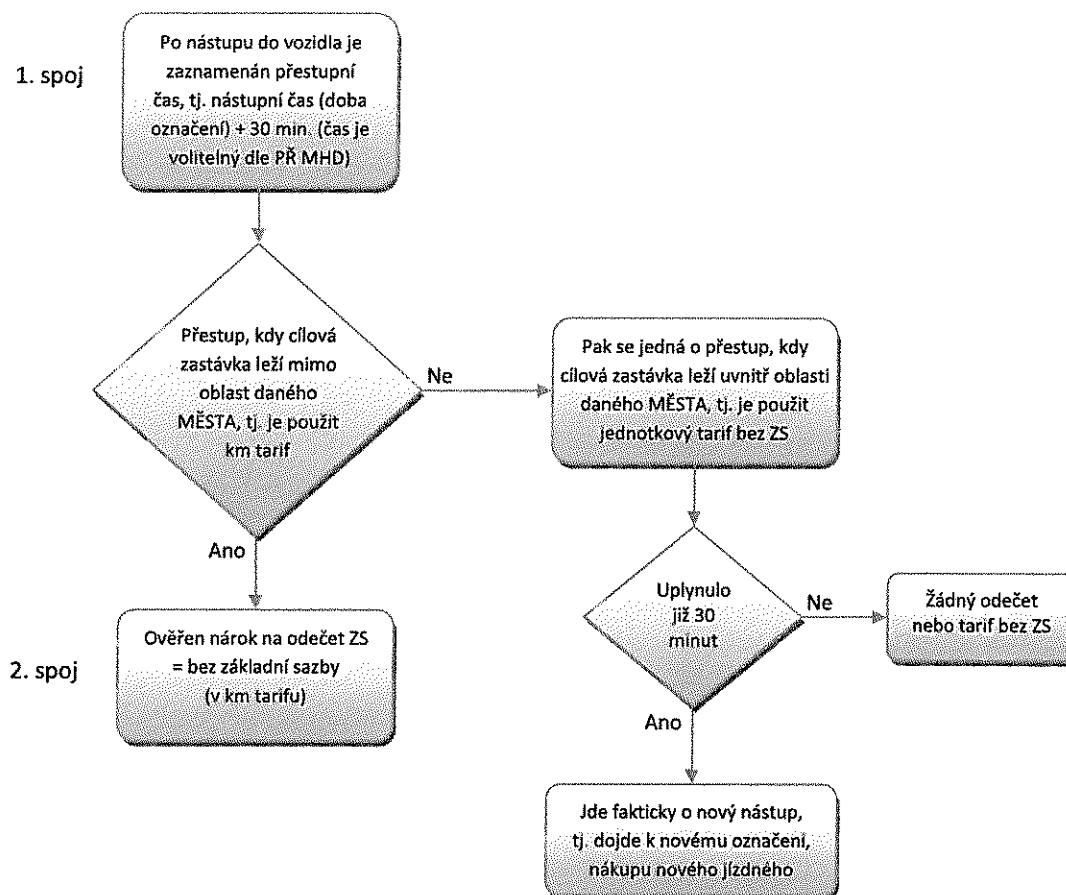 1. spoj
Po nástupu do vozidla je
zaznamenán přestupní
čas, tj. nástupní čas (doba
označení) + 30 min. (čas je
volitelný dle PŘ MHD)
Přestup, kdy cílová
zastávka leží mimo
oblast daného
MĚSTA, tj. je použit
km tarif
Ne
Pak se jedná o přestup, kdy
cílová zastávka leží uvnitř oblasti
daného MĚSTA, tj. je použit
jednotkový tarif bez ZS
Ano
Uplynulo
již 30
minut
Ne
Žádný odečet
nebo tarif bez ZS
2. spoj
Ověřen nárok na odečet ZS
= bez základní sazby
(v km tarifu)
Ano
Jde fakticky o nový nástup,
tj. dojde k novému označení,
nákupu nového jízdného